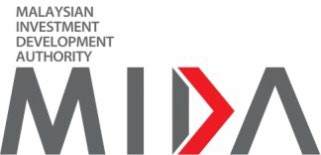 MALAYSIAN
INVESTMENT
DEVELOPMENT
AUTHORITY
MIDA